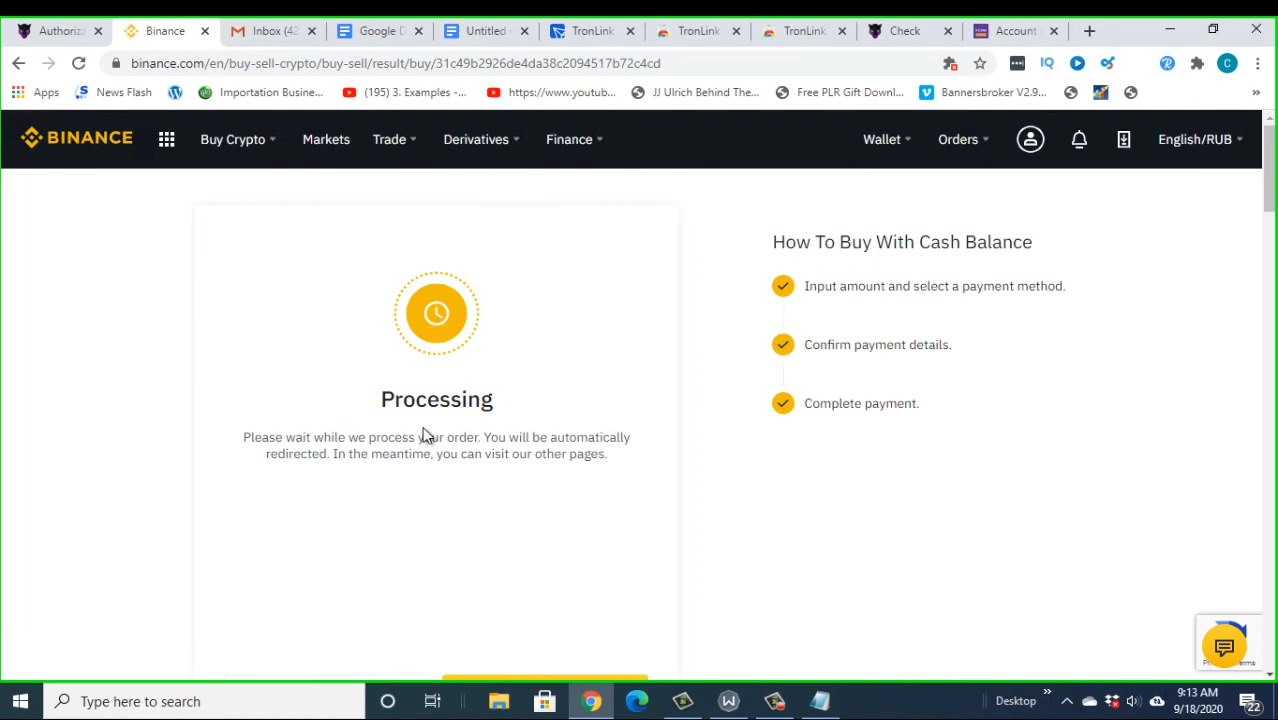 Authoriza
Binance
Inbox (42
Google D
Untitled
TronLink
TronLink
TronLink
Check
Account
binance.com/en/buy-sell-crypto/buy-sell/result/buy/31c49b2926de4da38c2094517b72c4cd
C
Apps
News Flash
Importation Busine...
(195) 3. Examples -...
https://www.youtub...
JJ Ulrich Behind The...
Free PLR Gift Downl...
Bannersbroker V2.9...
BINANCE
Buy Crypto
Markets
Trade
Derivatives
Finance
Wallet
Orders
English/RUB
Processing
Please wait while we process your order. You will be automatically
redirected. In the meantime, you can visit our other pages.
How To Buy With Cash Balance
Input amount and select a payment method.
Confirm payment details.
Complete payment.
Type here to search
Desktop
9:13 AM
9/18/2020
22